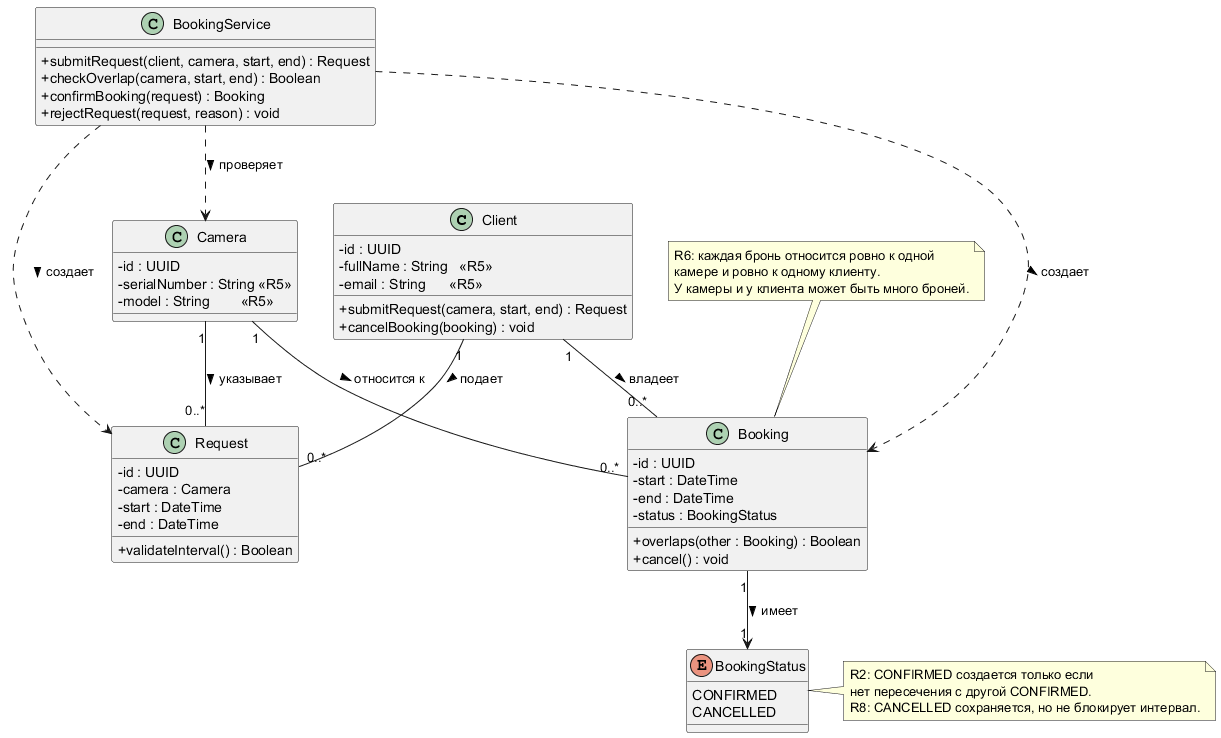 BookingService
+submitRequest(client, camera, start, end) : Request
+checkOverlap(camera, start, end) : Boolean
+confirmBooking(request) : Booking
+rejectRequest(request, reason) : void
проверяет
создает
создает
C Camera
-id : UUID
-serialNumber : String «R5»
-model : String «R5»
C Client
-id : UUID
-fullName : String «R5»
-email : String «R5»
+submitRequest(camera, start, end) : Request
+cancelBooking(booking) : void
R6: каждая бронь относится ровно к одной
камере и ровно к одному клиенту.
У камеры и у клиента может быть много броней.
1
1
1
1
указывает
относится к
подает
владеет
0..*
0..*
0..*
0..*
C Request
-id : UUID
-camera : Camera
-start : DateTime
-end : DateTime
+validateInterval() : Boolean
C Booking
-id : UUID
-start : DateTime
-end : DateTime
-status : BookingStatus
+overlaps(other : Booking) : Boolean
+cancel() : void
1
имеет
1
E BookingStatus
CONFIRMED
CANCELLED
R2: CONFIRMED создается только если
нет пересечения с другой CONFIRMED.
R8: CANCELLED сохраняется, но не блокирует интервал.